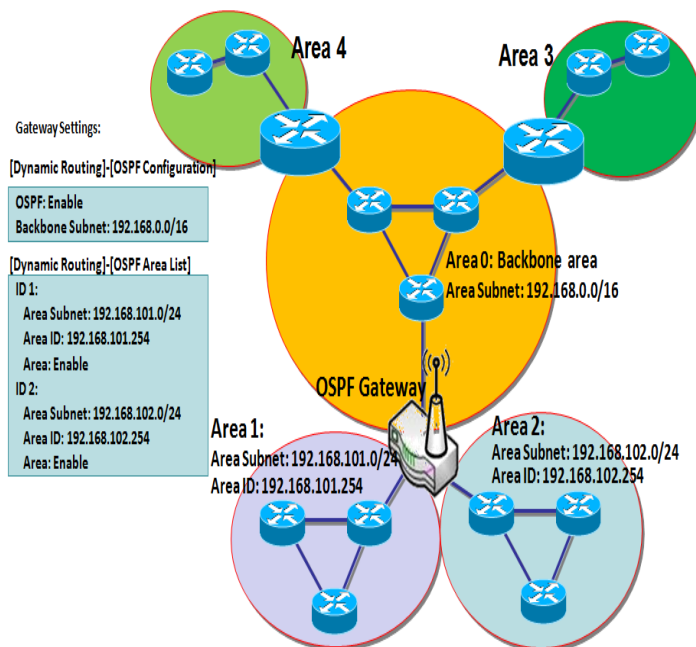 Area 4
Area 3
Gateway Settings:
[Dynamic Routing]-[OSPF Configuration]
OSPF: Enable
Backbone Subnet: 192.168.0.0/16
[Dynamic Routing]-[OSPF Area List]
ID 1:
Area Subnet: 192.168.101.0/24
Area ID: 192.168.101.254
Area: Enable
ID 2:
Area Subnet: 192.168.102.0/24
Area ID: 192.168.102.254
Area: Enable
Area 0: Backbone area
Area Subnet: 192.168.0.0/16
OSPF Gateway
Area 1:
Area Subnet: 192.168.101.0/24
Area ID: 192.168.101.254
Area 2:
Area Subnet: 192.168.102.0/24
Area ID: 192.168.102.254